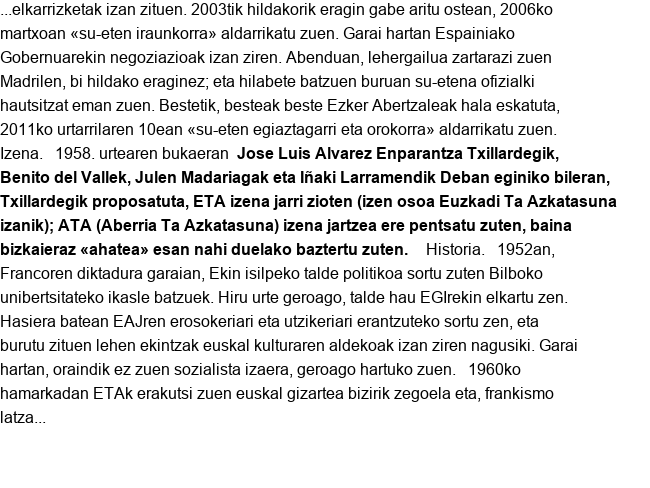 ...elkarrizketak izan zituen. 2003tik hildakorik eragin gabe aritu ostean, 2006ko
martxoan «su-eten iraunkorra» aldarrikatu zuen. Garai hartan Espainiako
Gobernuarekin negoziazioak izan ziren. Abenduan, lehergailua zartarazi zuen
Madrilen, bi hildako eraginez; eta hilabete batzuen buruan su-etena ofizialki
hautsitzat eman zuen. Bestetik, besteak beste Ezker Abertzaleak hala eskatuta,
2011ko urtarrilaren 10ean «su-eten egiaztagarri eta orokorra» aldarrikatu zuen.
Izena.   1958. urtearen bukaeran  Jose Luis Alvarez Enparantza Txillardegik,
Benito del Vallek, Julen Madariagak eta Iñaki Larramendik Deban eginiko bileran,
Txillardegik proposatuta, ETA izena jarri zioten (izen osoa Euzkadi Ta Azkatasuna
izanik); ATA (Aberria Ta Azkatasuna) izena jartzea ere pentsatu zuten, baina
bizkaieraz «ahatea» esan nahi duelako baztertu zuten.    Historia.   1952an,
Francoren diktadura garaian, Ekin isilpeko talde politikoa sortu zuten Bilboko
unibertsitateko ikasle batzuek. Hiru urte geroago, talde hau EGIrekin elkartu zen.
Hasiera batean EAJren erosokeriari eta utzikeriari erantzuteko sortu zen, eta
burutu zituen lehen ekintzak euskal kulturaren aldekoak izan ziren nagusiki. Garai
hartan, oraindik ez zuen sozialista izaera, geroago hartuko zuen.   1960ko
hamarkadan ETAk erakutsi zuen euskal gizartea bizirik zegoela eta, frankismo
latza...